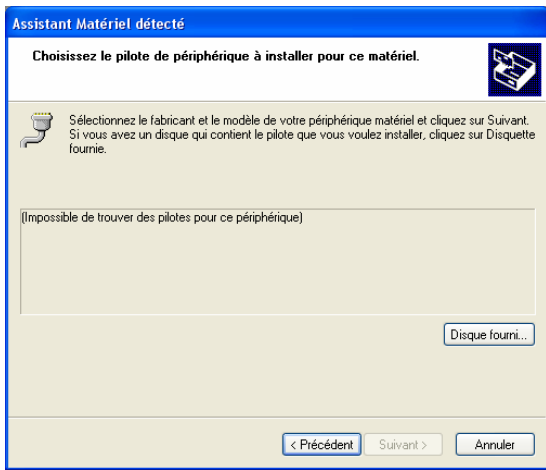 Assistant Matériel détecté
Choisissez le pilote de périphérique à installer pour ce matériel.
Sélectionnez le fabricant et le modèle de votre périphérique matériel et cliquez sur Suivant.
Si vous avez un disque qui contient le pilote que vous voulez installer, cliquez sur Disquette
fournie.
(Impossible de trouver des pilotes pour ce périphérique)
Disque fourni...
< Précédent Suivant > Annuler